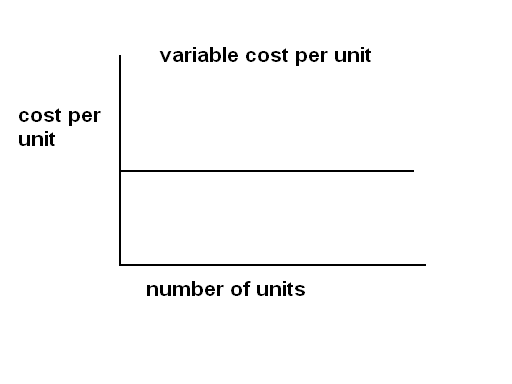 variable cost per unit
cost per
unit
number of units